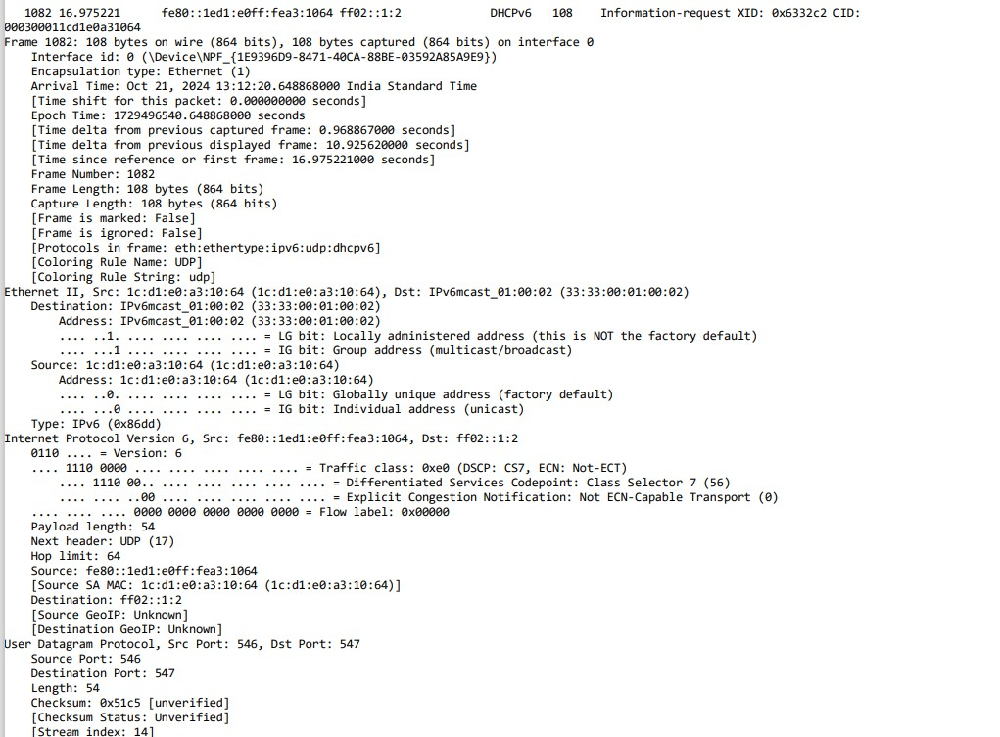 1082 16.975221      fe80::1ed1:e0ff:fea3:1064 ff02::1:2             DHCPv6   108    Information-request XID: 0x6332c2 CID:
000300011cd1e0a31064
Frame 1082: 108 bytes on wire (864 bits), 108 bytes captured (864 bits) on interface 0
    Interface id: 0 (\Device\NPF_{1E9396D9-8471-40CA-88BE-03592A85A9E9})
    Encapsulation type: Ethernet (1)
    Arrival Time: Oct 21, 2024 13:12:20.648868000 India Standard Time
    [Time shift for this packet: 0.000000000 seconds]
    Epoch Time: 1729496540.648868000 seconds
    [Time delta from previous captured frame: 0.968867000 seconds]
    [Time delta from previous displayed frame: 10.925620000 seconds]
    [Time since reference or first frame: 16.975221000 seconds]
    Frame Number: 1082
    Frame Length: 108 bytes (864 bits)
    Capture Length: 108 bytes (864 bits)
    [Frame is marked: False]
    [Frame is ignored: False]
    [Protocols in frame: eth:ethertype:ipv6:udp:dhcpv6]
    [Coloring Rule Name: UDP]
    [Coloring Rule String: udp]
Ethernet II, Src: 1c:d1:e0:a3:10:64 (1c:d1:e0:a3:10:64), Dst: IPv6mcast_01:00:02 (33:33:00:01:00:02)
    Destination: IPv6mcast_01:00:02 (33:33:00:01:00:02)
        Address: IPv6mcast_01:00:02 (33:33:00:01:00:02)
        .... ..1. .... .... .... .... = LG bit: Locally administered address (this is NOT the factory default)
        .... ...1 .... .... .... .... = IG bit: Group address (multicast/broadcast)
    Source: 1c:d1:e0:a3:10:64 (1c:d1:e0:a3:10:64)
        Address: 1c:d1:e0:a3:10:64 (1c:d1:e0:a3:10:64)
        .... ..0. .... .... .... .... = LG bit: Globally unique address (factory default)
        .... ...0 .... .... .... .... = IG bit: Individual address (unicast)
    Type: IPv6 (0x86dd)
Internet Protocol Version 6, Src: fe80::1ed1:e0ff:fea3:1064, Dst: ff02::1:2
    0110 .... = Version: 6
    .... 1110 0000 .... .... .... .... .... = Traffic class: 0xe0 (DSCP: CS7, ECN: Not-ECT)
        .... 1110 00.. .... .... .... .... .... = Differentiated Services Codepoint: Class Selector 7 (56)
        .... .... ..00 .... .... .... .... .... = Explicit Congestion Notification: Not ECN-Capable Transport (0)
    .... .... .... 0000 0000 0000 0000 0000 = Flow label: 0x00000
    Payload length: 54
    Next header: UDP (17)
    Hop limit: 64
    Source: fe80::1ed1:e0ff:fea3:1064
    [Source SA MAC: 1c:d1:e0:a3:10:64 (1c:d1:e0:a3:10:64)]
    Destination: ff02::1:2
    [Source GeoIP: Unknown]
    [Destination GeoIP: Unknown]
User Datagram Protocol, Src Port: 546, Dst Port: 547
    Source Port: 546
    Destination Port: 547
    Length: 54
    Checksum: 0x51c5 [unverified]
    [Checksum Status: Unverified]
    [Stream index: 14]